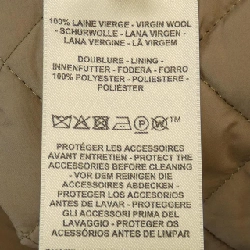 100% LAINE VIERGE - VIRGIN WOOL
- SCHURWOLLE - LANA VIRGEN -
LANA VERGINE - LÃ VIRGEM
DOUBLURE - LINING -
INNENFUTTER - FODERA - FORRO
100% POLYESTER - POLIESTERE -
POLIÉSTER
PROTÉGER LES ACCESSOIRES
AVANT ENTRETIEN - PROTECT THE
ACCESSORIES BEFORE CLEANING
- VOR DEM REINIGEN DIE
ACCESSOIRES ABDECKEN -
PROTEGER LOS ACCESORIOS
ANTES DE LAVAR - PROTEGGERE
GLI ACCESSORI PRIMA DEL
LAVAGGIO - PROTEGER OS
ACESSÓRIOS ANTES DE LIMPAR